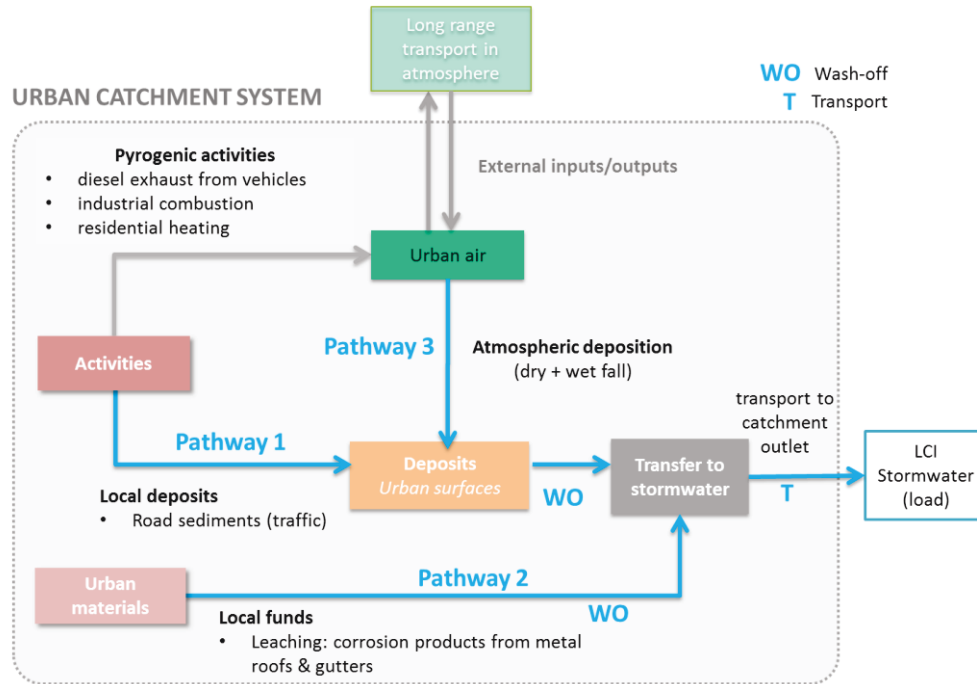 Long range
transport in
atmosphere
WO Wash-off
T Transport
URBAN CATCHMENT SYSTEM
Pyrogenic activities
• diesel exhaust from vehicles
• industrial combustion
• residential heating
External inputs/outputs
Urban air
Pathway 3
Atmospheric deposition
(dry + wet fall)
Activities
Pathway 1
Deposits
Urban surfaces
WO
Transfer to
stormwater
transport to
catchment
outlet
T
LCI
Stormwater
(load)
Local deposits
• Road sediments (traffic)
Urban
materials
Pathway 2
WO
Local funds
• Leaching: corrosion products from metal
roofs & gutters